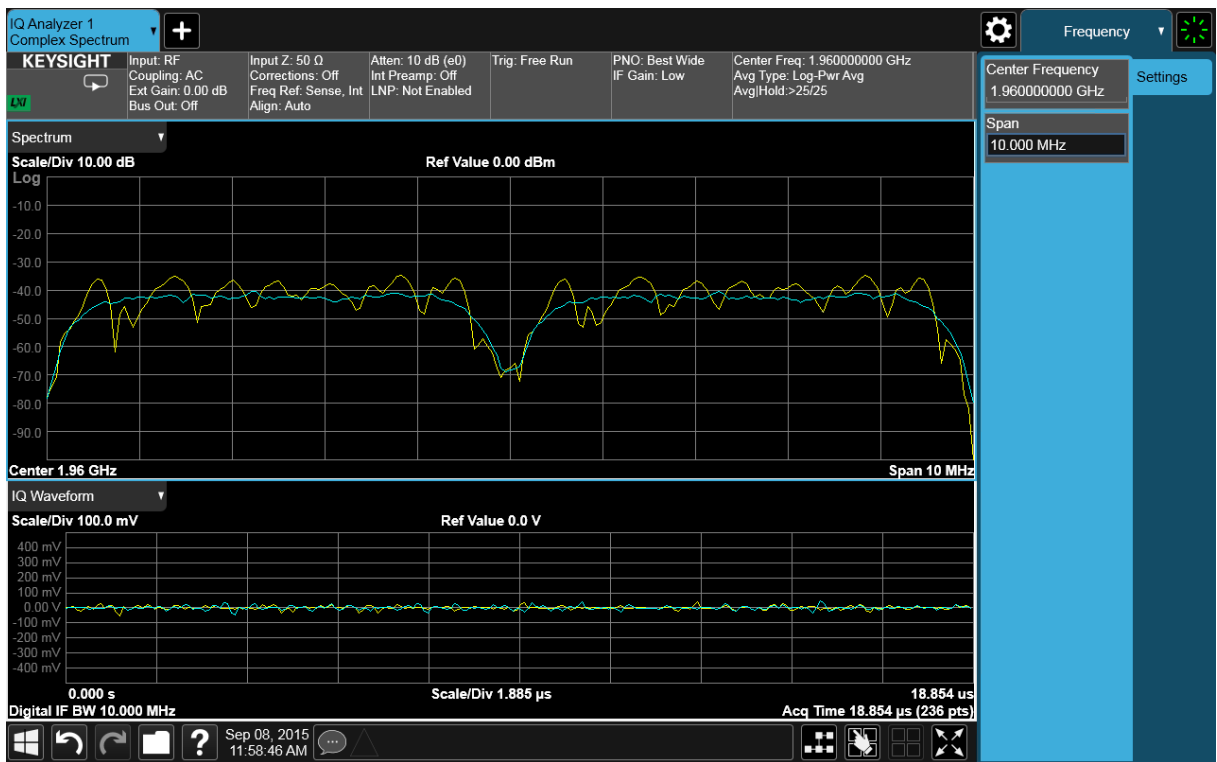 IQ Analyzer 1
Complex Spectrum
Frequency
KEYSIGHT
LXI
Input: RF
Coupling: AC
Ext Gain: 0.00 dB
Bus Out: Off
Input Z: 50 Ω
Corrections: Off
Freq Ref: Sense, Int
Align: Auto
Atten: 10 dB (e0)
Int Preamp: Off
LNP: Not Enabled
Trig: Free Run
PNO: Best Wide
IF Gain: Low
Center Freq: 1.960000000 GHz
Avg Type: Log-Pwr Avg
Avg|Hold:>25/25
Center Frequency
1.960000000 GHz
Settings
Span
10.000 MHz
Spectrum
Scale/Div 10.00 dB
Ref Value 0.00 dBm
Log
-10.0
-20.0
-30.0
-40.0
-50.0
-60.0
-70.0
-80.0
-90.0
Center 1.96 GHz
Span 10 MHz
IQ Waveform
Scale/Div 100.0 mV
Ref Value 0.0 V
400 mV
300 mV
200 mV
100 mV
0.00 V
-100 mV
-200 mV
-300 mV
-400 mV
0.000 s
Scale/Div 1.885 µs
18.854 us
Digital IF BW 10.000 MHz
Acq Time 18.854 µs (236 pts)
?
Sep 08, 2015
11:58:46 AM